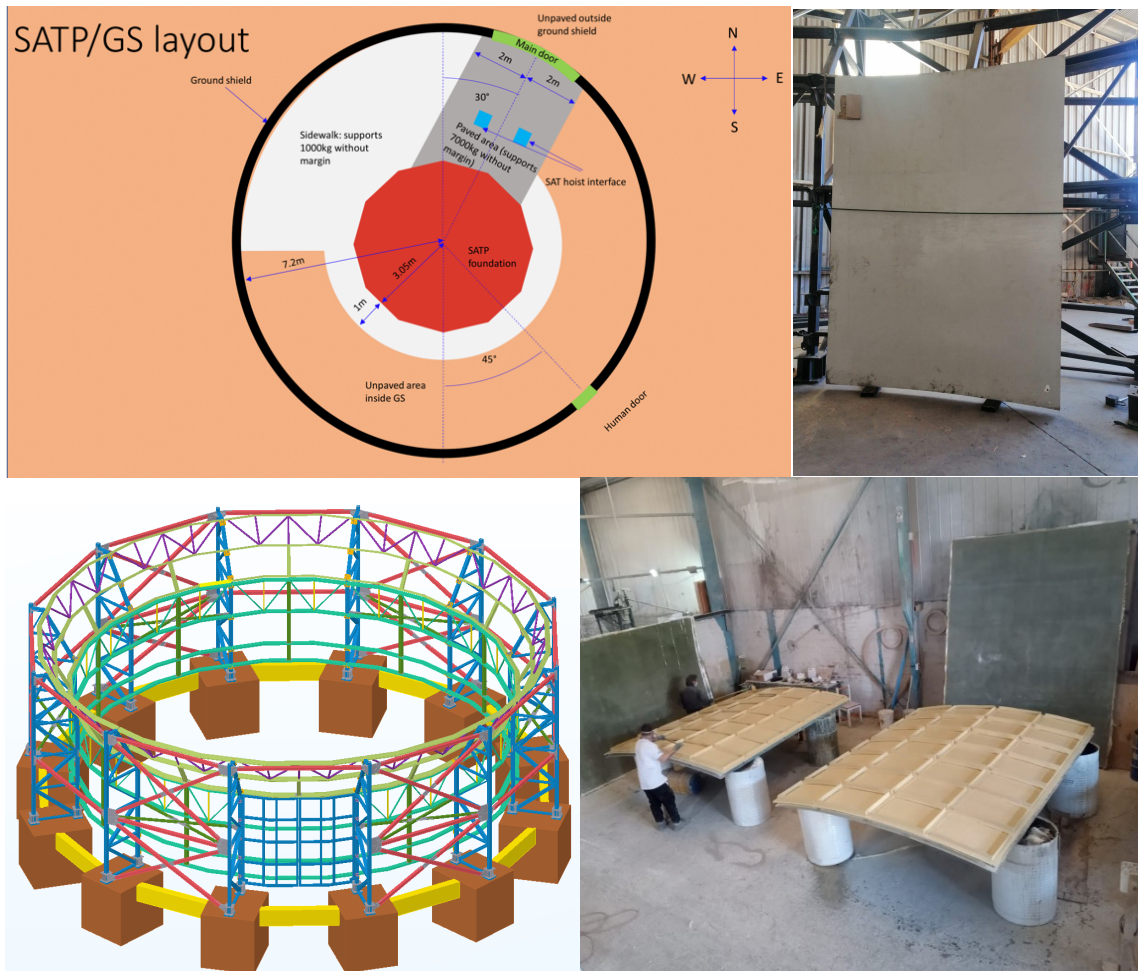 SATP/GS layout
Unpaved outside
ground shield
Main door
N
W
E
S
Ground shield
2m
2m
30°
Sidewalk: supports
1000kg without
margin
Paved area (supports
7000kg without
margin)
SAT hoist interface
7.2m
3.05m
SATP
foundation
1m
45°
Unpaved area
inside GS
Human door